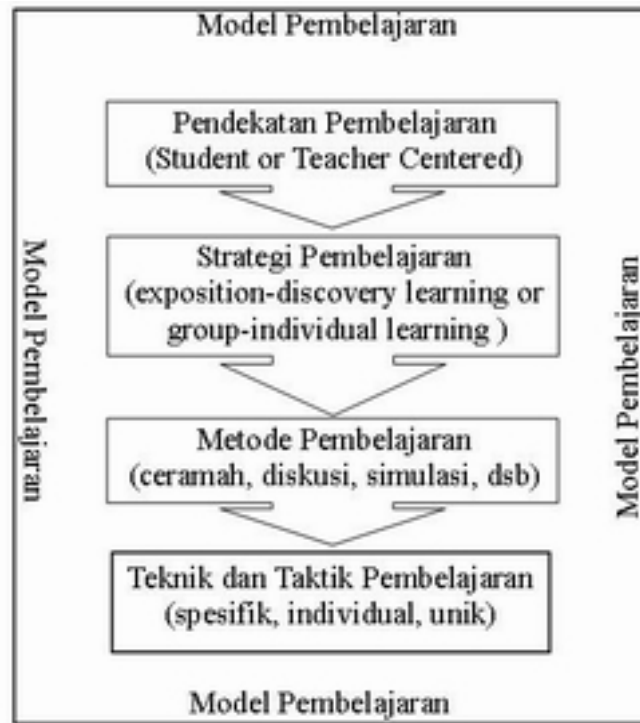 Model Pembelajaran
Pendekatan Pembelajaran
(Student or Teacher Centered)
Strategi Pembelajaran
(exposition-discovery learning or
group-individual learning )
Model Pembelajaran
Model Pembelajaran
Metode Pembelajaran
(ceramah, diskusi, simulasi, dsb)
Teknik dan Taktik Pembelajaran
(spesifik, individual, unik)
Model Pembelajaran